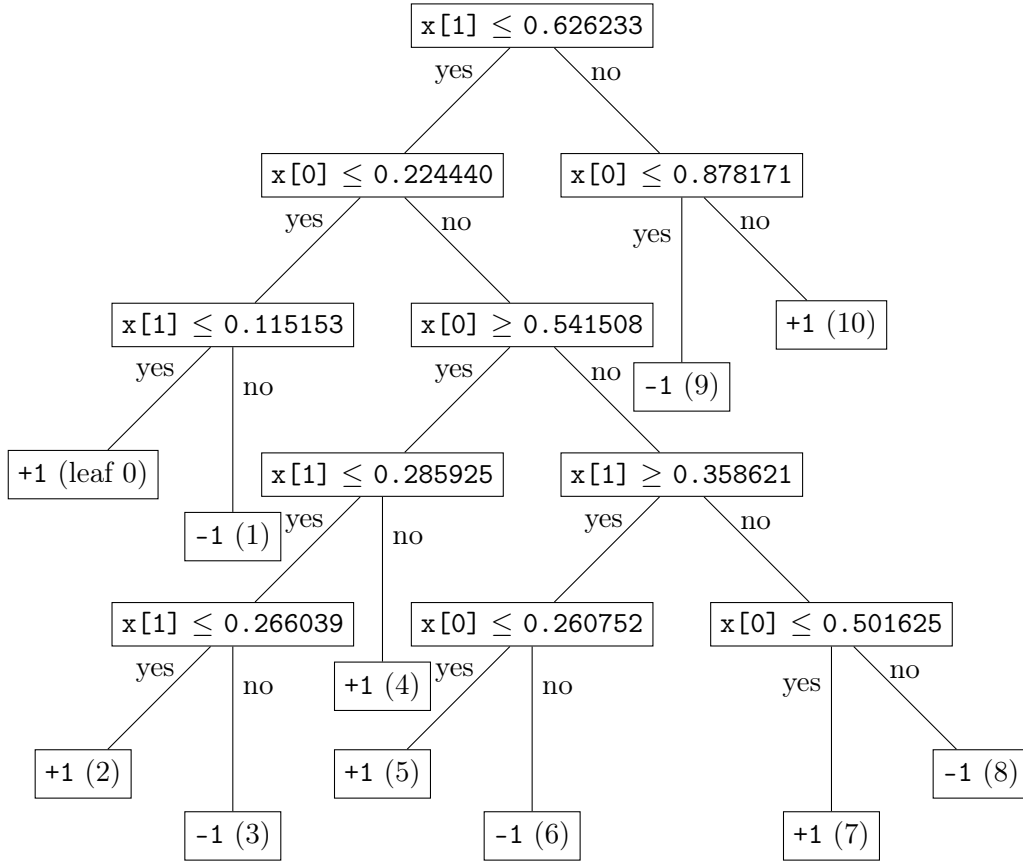 x[1] ≤ 0.626233
yes
no
x[0] ≤ 0.224440
x[0] ≤ 0.878171
yes
no
yes
no
x[1] ≤ 0.115153
x[0] ≥ 0.541508
+1 (10)
yes
no
yes
no
-1 (9)
+1 (leaf 0)
x[1] ≤ 0.285925
x[1] ≥ 0.358621
-1 (1)
yes
no
yes
no
x[1] ≤ 0.266039
x[0] ≤ 0.260752
x[0] ≤ 0.501625
yes
no
+1 (4)
yes
no
yes
no
+1 (2)
+1 (5)
-1 (8)
-1 (3)
-1 (6)
+1 (7)